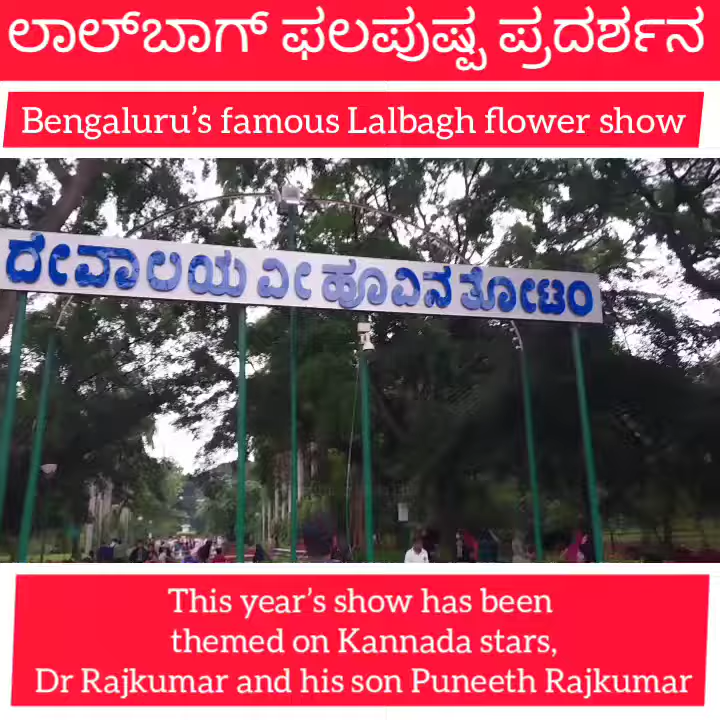 ಲಾಲ್‌ಬಾಗ್ ಫಲಪುಷ್ಪ ಪ್ರದರ್ಶನ
Bengaluru's famous Lalbagh flower show
ದೇವಾಲಯ ವೀ ಹೂವಿನ ತೋಟಂ
This year's show has been
themed on Kannada stars,
Dr Rajkumar and his son Puneeth Rajkumar